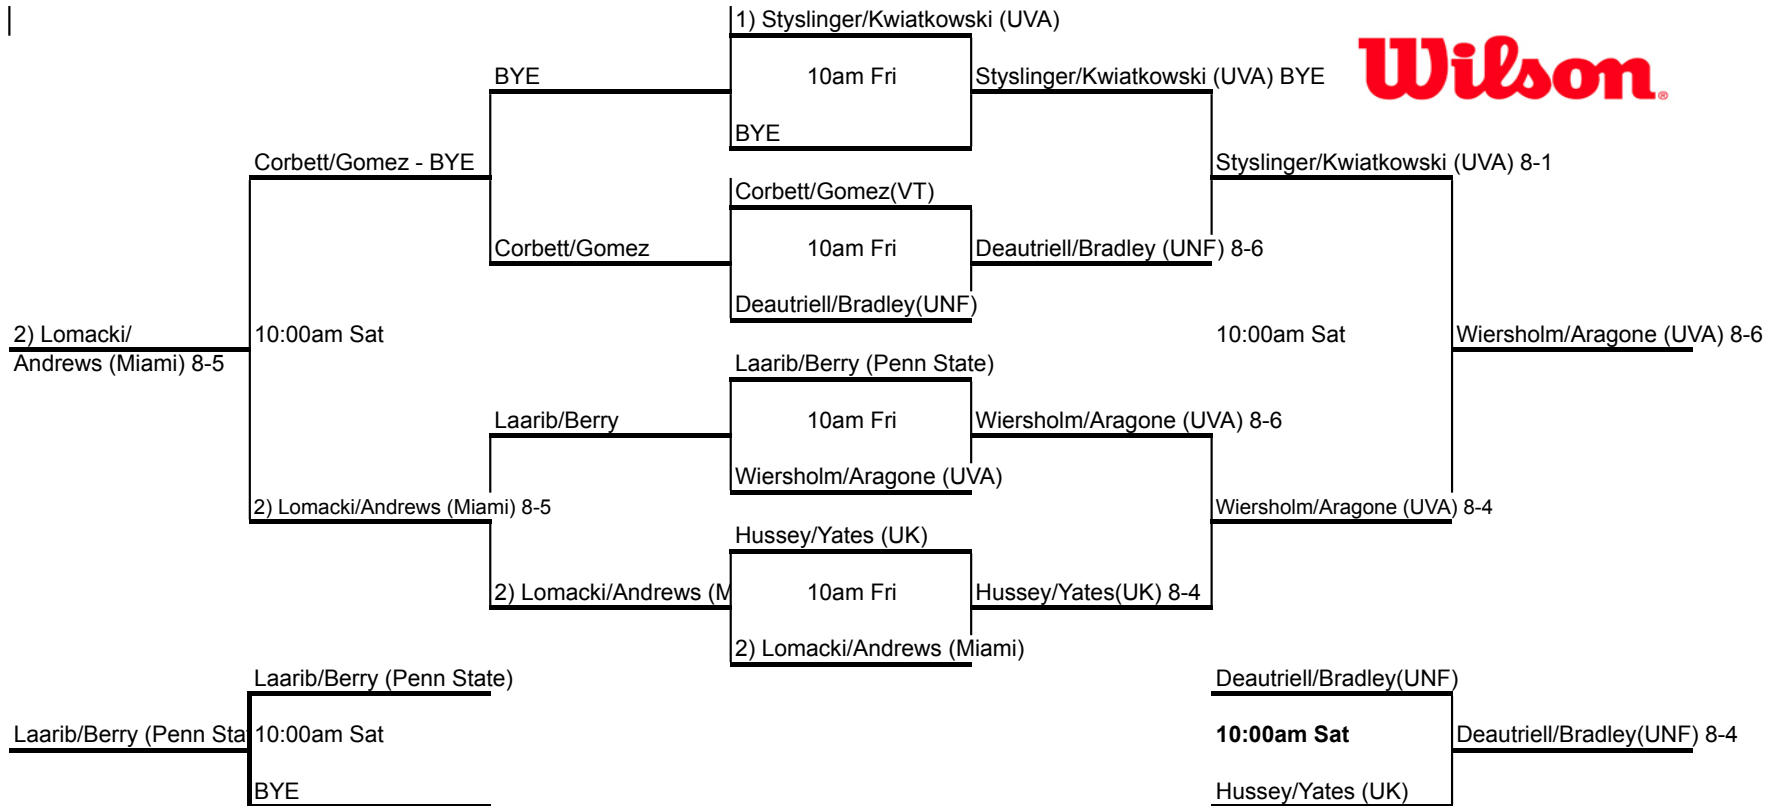 1) Styslinger/Kwiatkowski (UVA)
Wilson®
BYE
10am Fri
Styslinger/Kwiatkowski (UVA) BYE
BYE
Corbett/Gomez - BYE
Styslinger/Kwiatkowski (UVA) 8-1
Corbett/Gomez(VT)
Corbett/Gomez
10am Fri
Deautriell/Bradley (UNF) 8-6
Deautriell/Bradley(UNF)
2) Lomacki/
Andrews (Miami) 8-5
10:00am Sat
10:00am Sat
Wiersholm/Aragone (UVA) 8-6
Laarib/Berry (Penn State)
Laarib/Berry
10am Fri
Wiersholm/Aragone (UVA) 8-6
Wiersholm/Aragone (UVA)
2) Lomacki/Andrews (Miami) 8-5
Wiersholm/Aragone (UVA) 8-4
Hussey/Yates (UK)
2) Lomacki/Andrews (M
10am Fri
Hussey/Yates(UK) 8-4
2) Lomacki/Andrews (Miami)
Laarib/Berry (Penn State)
Deautriell/Bradley(UNF)
Laarib/Berry (Penn Sta
10:00am Sat
10:00am Sat
Deautriell/Bradley(UNF) 8-4
BYE
Hussey/Yates (UK)